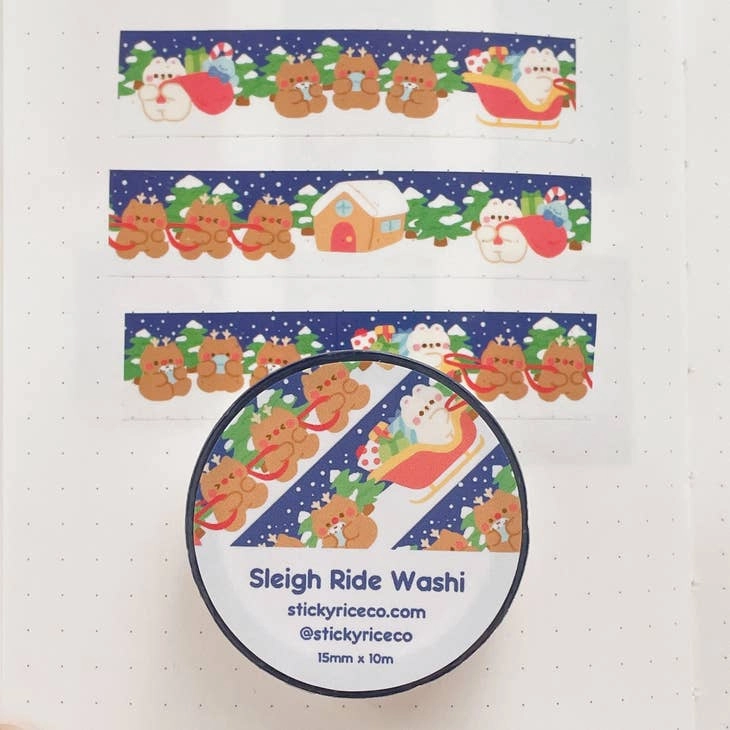 Sleigh Ride Washi
stickyriceco.com
@stickyriceco
15mm x 10m